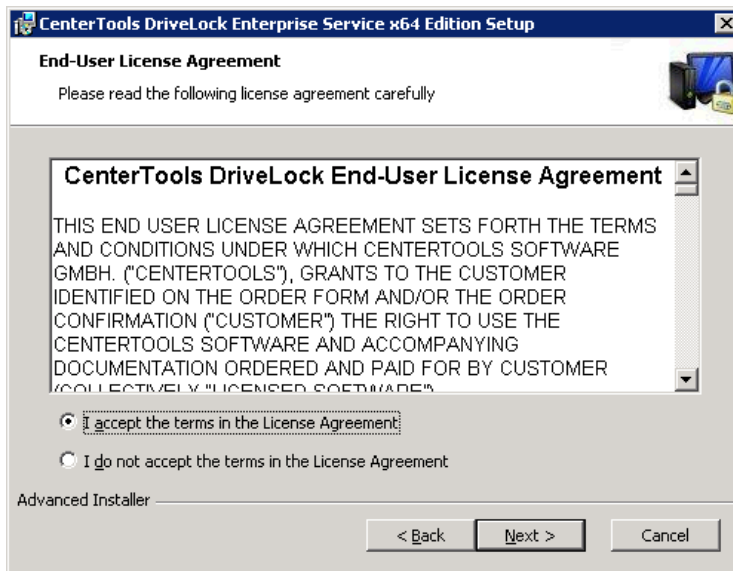 CenterTools DriveLock Enterprise Service x64 Edition Setup
End-User License Agreement
Please read the following license agreement carefully
CenterTools DriveLock End-User License Agreement
THIS END USER LICENSE AGREEMENT SETS FORTH THE TERMS
AND CONDITIONS UNDER WHICH CENTERTOOLS SOFTWARE
GMBH. ("CENTERTOOLS"), GRANTS TO THE CUSTOMER
IDENTIFIED ON THE ORDER FORM AND/OR THE ORDER
CONFIRMATION ("CUSTOMER") THE RIGHT TO USE THE
CENTERTOOLS SOFTWARE AND ACCOMPANYING
DOCUMENTATION ORDERED AND PAID FOR BY CUSTOMER
(COLLECTIVELY "LICENSED SOFTWARE")
I accept the terms in the License Agreement
I do not accept the terms in the License Agreement
Advanced Installer
< Back
Next >
Cancel